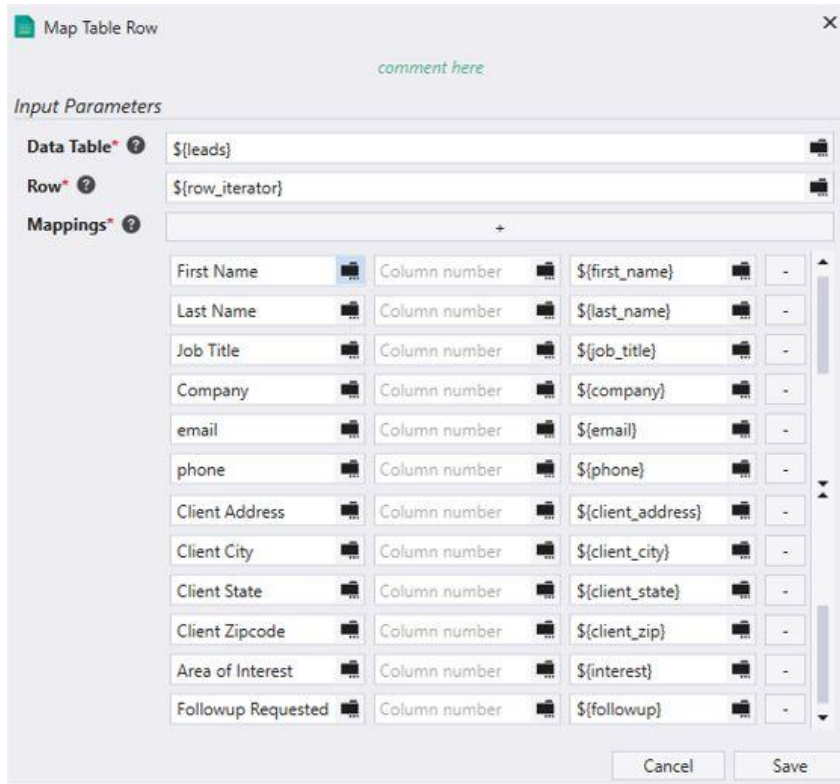 Map Table Row
comment here
Input Parameters
Data Table* ? ${leads}
Row* ? ${row_iterator}
Mappings* ? +
First Name Column number ${first_name} -
Last Name Column number ${last_name} -
Job Title Column number ${job_title} -
Company Column number ${company} -
email Column number ${email} -
phone Column number ${phone} -
Client Address Column number ${client_address} -
Client City Column number ${client_city} -
Client State Column number ${client_state} -
Client Zipcode Column number ${client_zip} -
Area of Interest Column number ${interest} -
Followup Requested Column number ${followup} -
Cancel Save